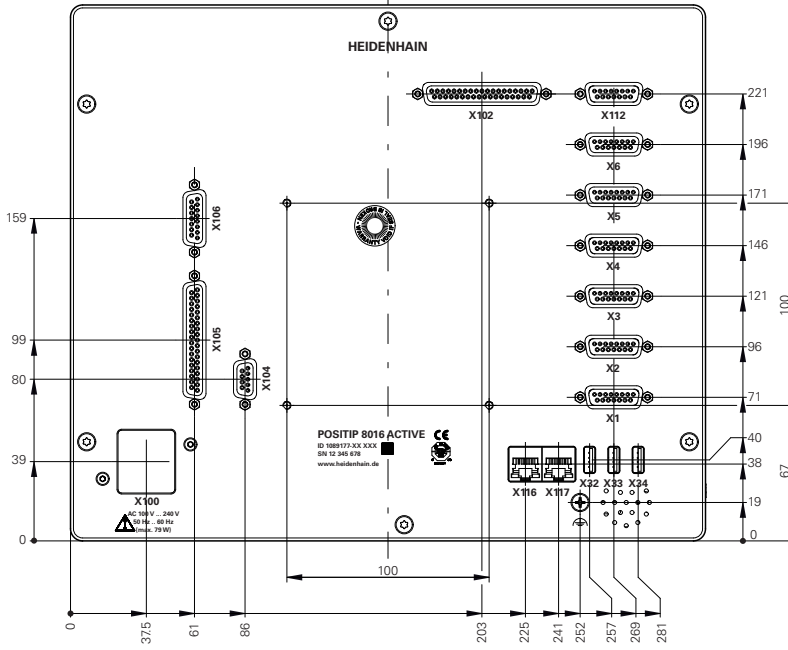 HEIDENHAIN
X102
X112
221
X6
196
X5
171
X106
159
X4
146
X3
121
100
X105
99
X2
96
X104
80
X1
71
POSITIP 8016 ACTIVE
CE
ID 1089177-XX XXX
SN 12 345 678
www.heidenhain.de
40
39
38
67
X116
X117
X32
X33
X34
X100
19
AC 100 V ... 240 V
50 Hz ... 60 Hz
(max. 79 W)
0
0
100
0
37.5
61
86
203
225
241
252
257
269
281